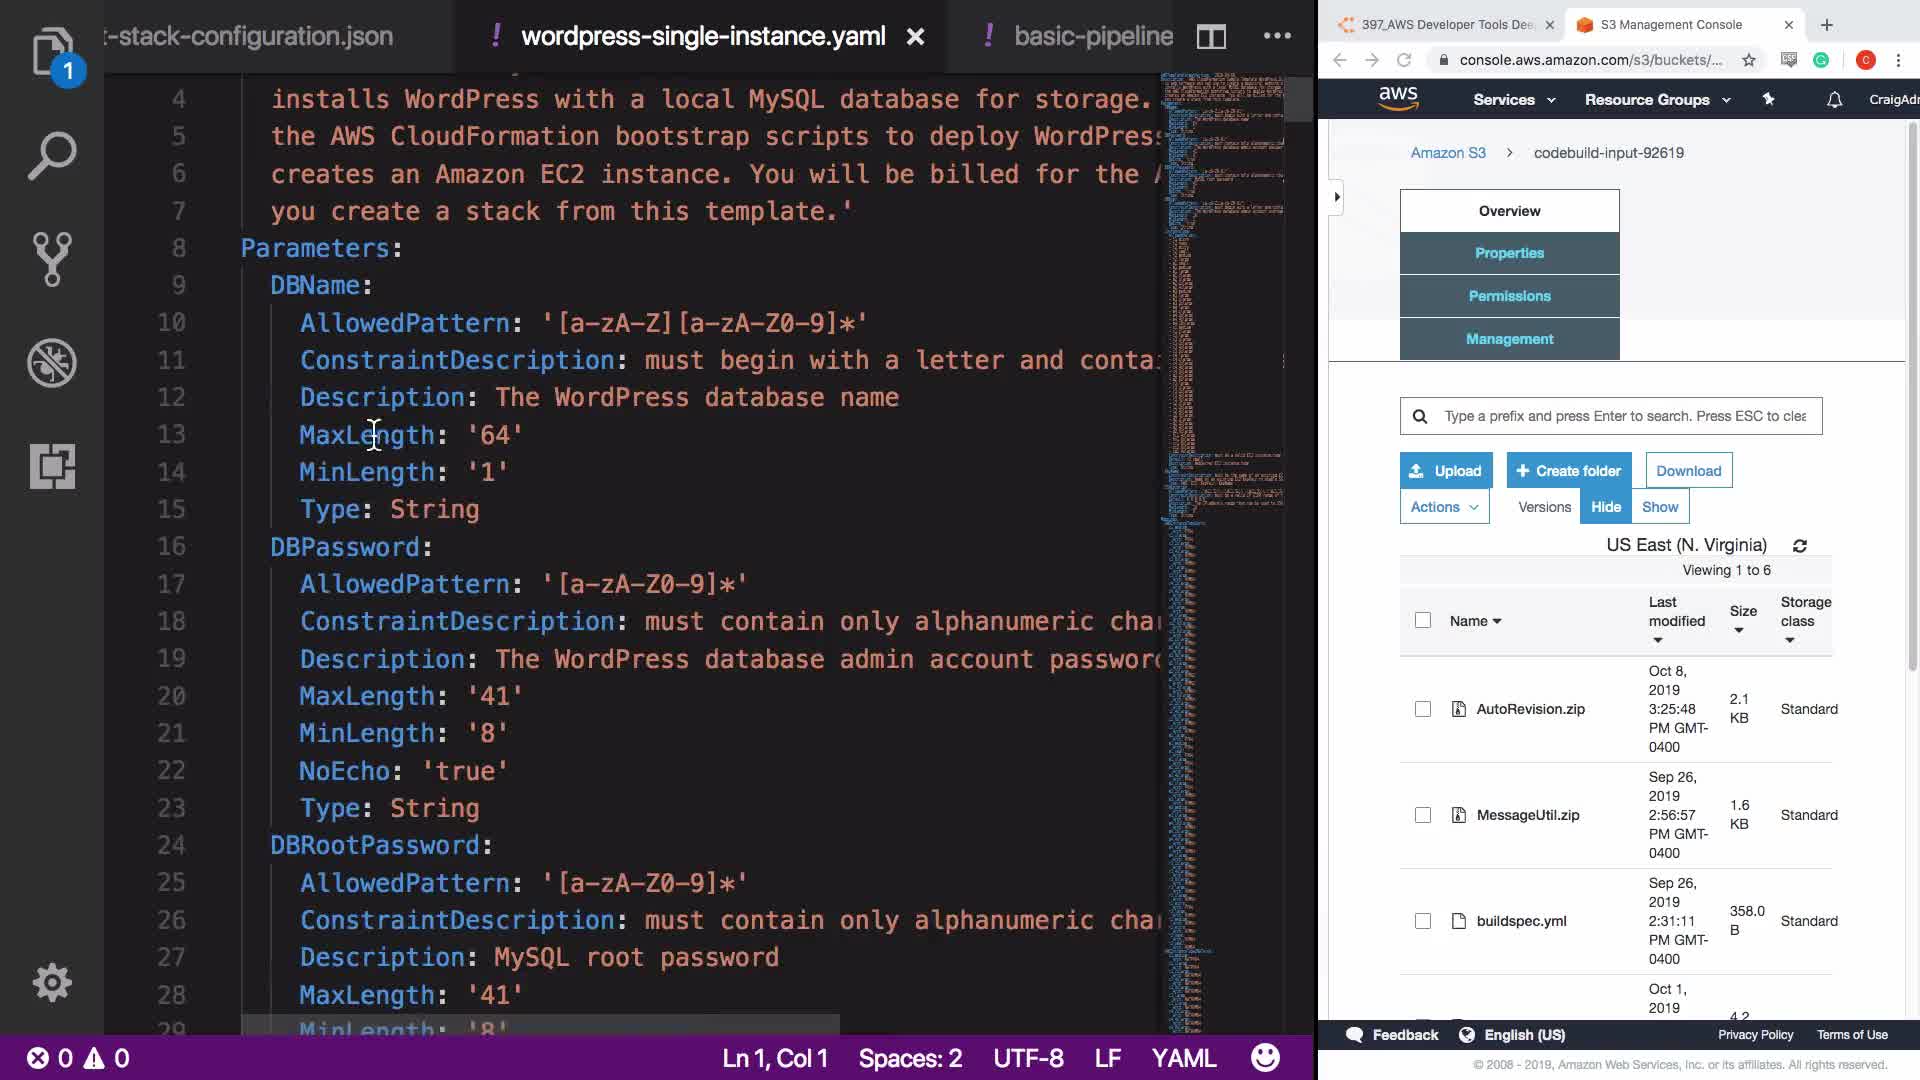 t-stack-configuration.json
! wordpress-single-instance.yaml ×
! basic-pipeline
1
4 installs WordPress with a local MySQL database for storage.
5 the AWS CloudFormation bootstrap scripts to deploy WordPress
6 creates an Amazon EC2 instance. You will be billed for the
7 you create a stack from this template.'
8 Parameters:
9 DBName:
10 AllowedPattern: '[a-zA-Z][a-zA-Z0-9]*'
11 ConstraintDescription: must begin with a letter and contai
12 Description: The WordPress database name
13 MaxLength: '64'
14 MinLength: '1'
15 Type: String
16 DBPassword:
17 AllowedPattern: '[a-zA-Z0-9]*'
18 ConstraintDescription: must contain only alphanumeric char
19 Description: The WordPress database admin account password
20 MaxLength: '41'
21 MinLength: '8'
22 NoEcho: 'true'
23 Type: String
24 DBRootPassword:
25 AllowedPattern: '[a-zA-Z0-9]*'
26 ConstraintDescription: must contain only alphanumeric char
27 Description: MySQL root password
28 MaxLength: '41'
29 MinLength: '8'
0 0
Ln 1, Col 1
Spaces: 2
UTF-8
LF
YAML
397_AWS Developer Tools Dee
S3 Management Console
console.aws.amazon.com/s3/buckets/...
C
aws
Services
Resource Groups
CraigAdr
Amazon S3 > codebuild-input-92619
Overview
Properties
Permissions
Management
Type a prefix and press Enter to search. Press ESC to clea
Upload
+ Create folder
Download
Actions
Versions
Hide
Show
US East (N. Virginia)
Viewing 1 to 6
Name
Last modified
Size
Storage class
AutoRevision.zip
Oct 8, 2019 3:25:48 PM GMT-0400
2.1 KB
Standard
MessageUtil.zip
Sep 26, 2019 2:56:57 PM GMT-0400
1.6 KB
Standard
buildspec.yml
Sep 26, 2019 2:31:11 PM GMT-0400
358.0 B
Standard
Oct 1, 2019
4.2
Feedback
English (US)
Privacy Policy
Terms of Use
© 2008 - 2019, Amazon Web Services, Inc. or its affiliates. All rights reserved.